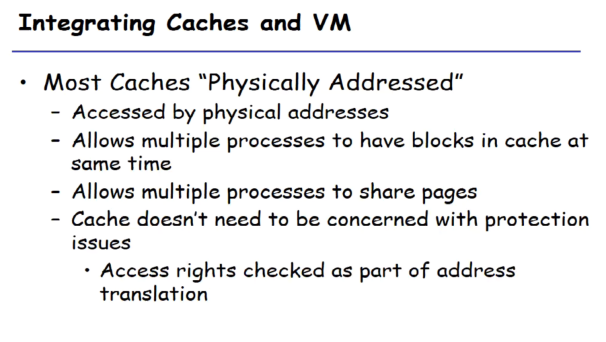 Integrating Caches and VM
• Most Caches “Physically Addressed”
– Accessed by physical addresses
– Allows multiple processes to have blocks in cache at
same time
– Allows multiple processes to share pages
– Cache doesn’t need to be concerned with protection
issues
• Access rights checked as part of address
translation